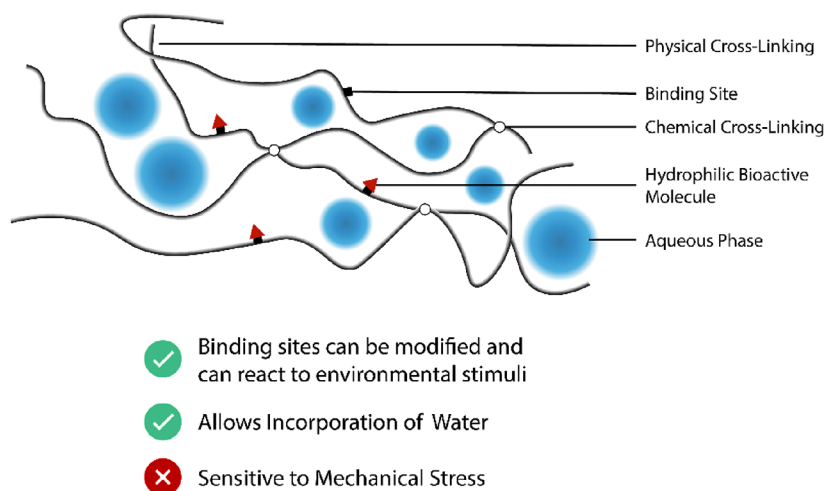 Physical Cross-Linking
Binding Site
Chemical Cross-Linking
Hydrophilic Bioactive
Molecule
Aqueous Phase
Binding sites can be modified and
can react to environmental stimuli
Allows Incorporation of Water
Sensitive to Mechanical Stress